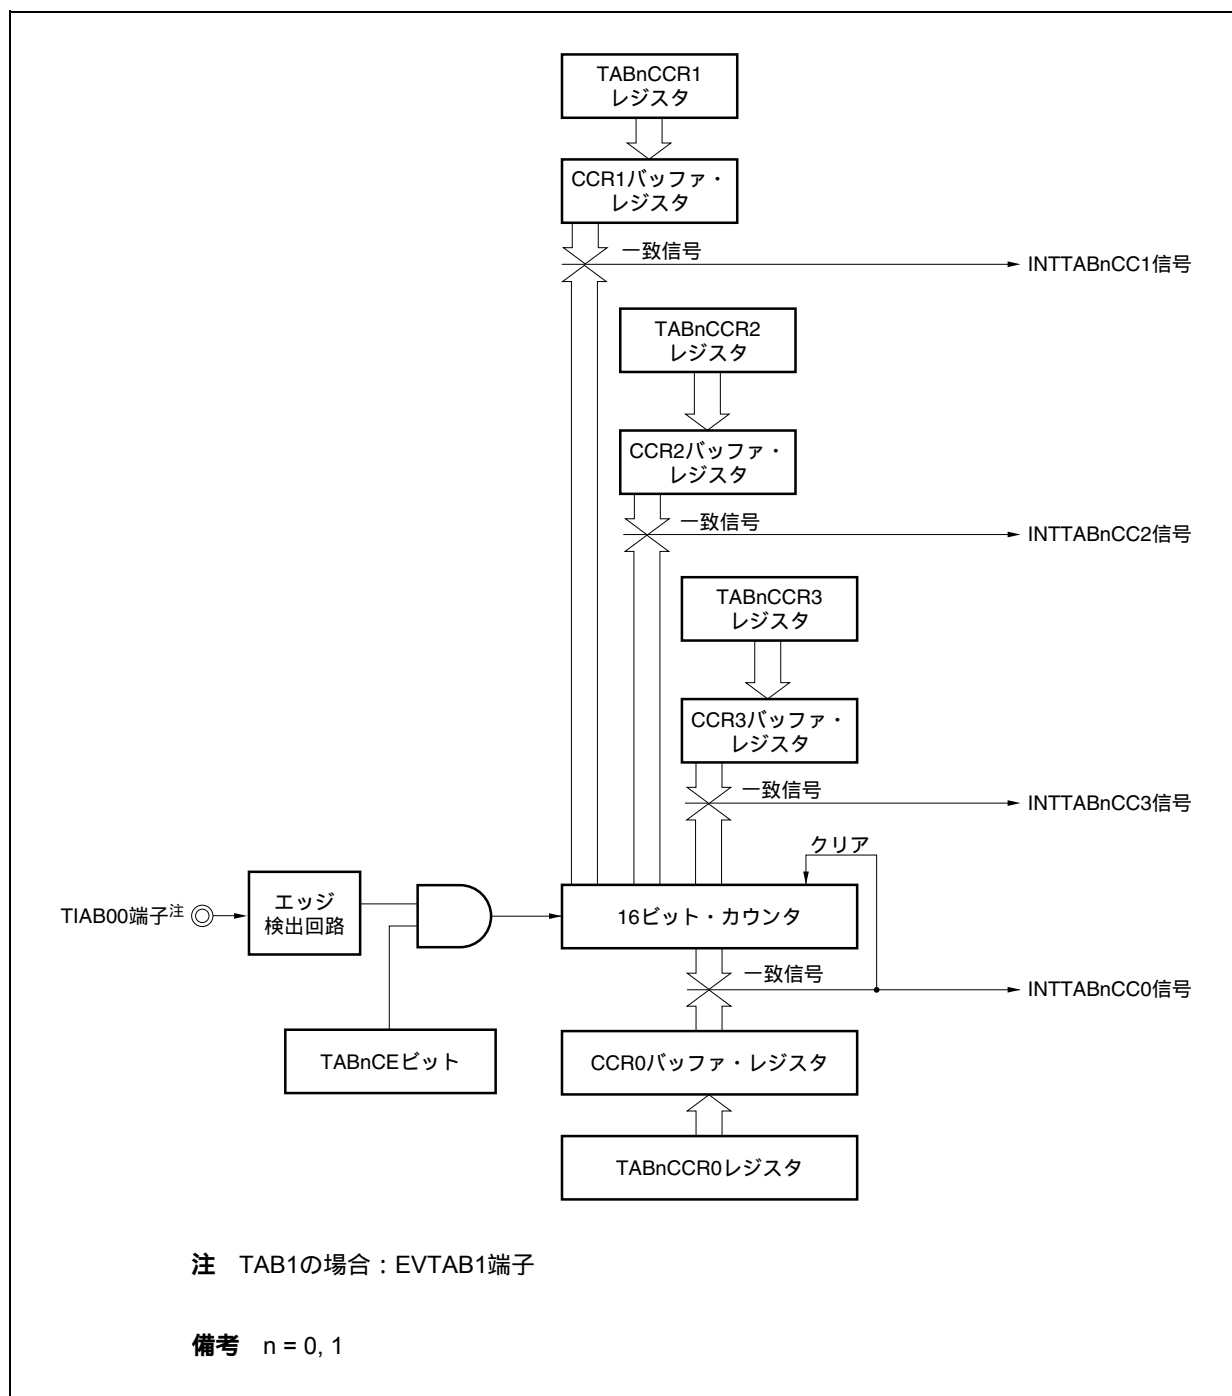 TABnCCR1
レジスタ
CCR1バッファ・
レジスタ
一致信号
INTTABnCC1信号
TABnCCR2
レジスタ
CCR2バッファ・
レジスタ
一致信号
INTTABnCC2信号
TABnCCR3
レジスタ
CCR3バッファ・
レジスタ
一致信号
INTTABnCC3信号
クリア
TIAB00端子注
エッジ
検出回路
16ビット・カウンタ
一致信号
INTTABnCC0信号
TABnCEビット
CCR0バッファ・レジスタ
TABnCCR0レジスタ
注 TAB1の場合：EVTAB1端子
備考 n = 0, 1